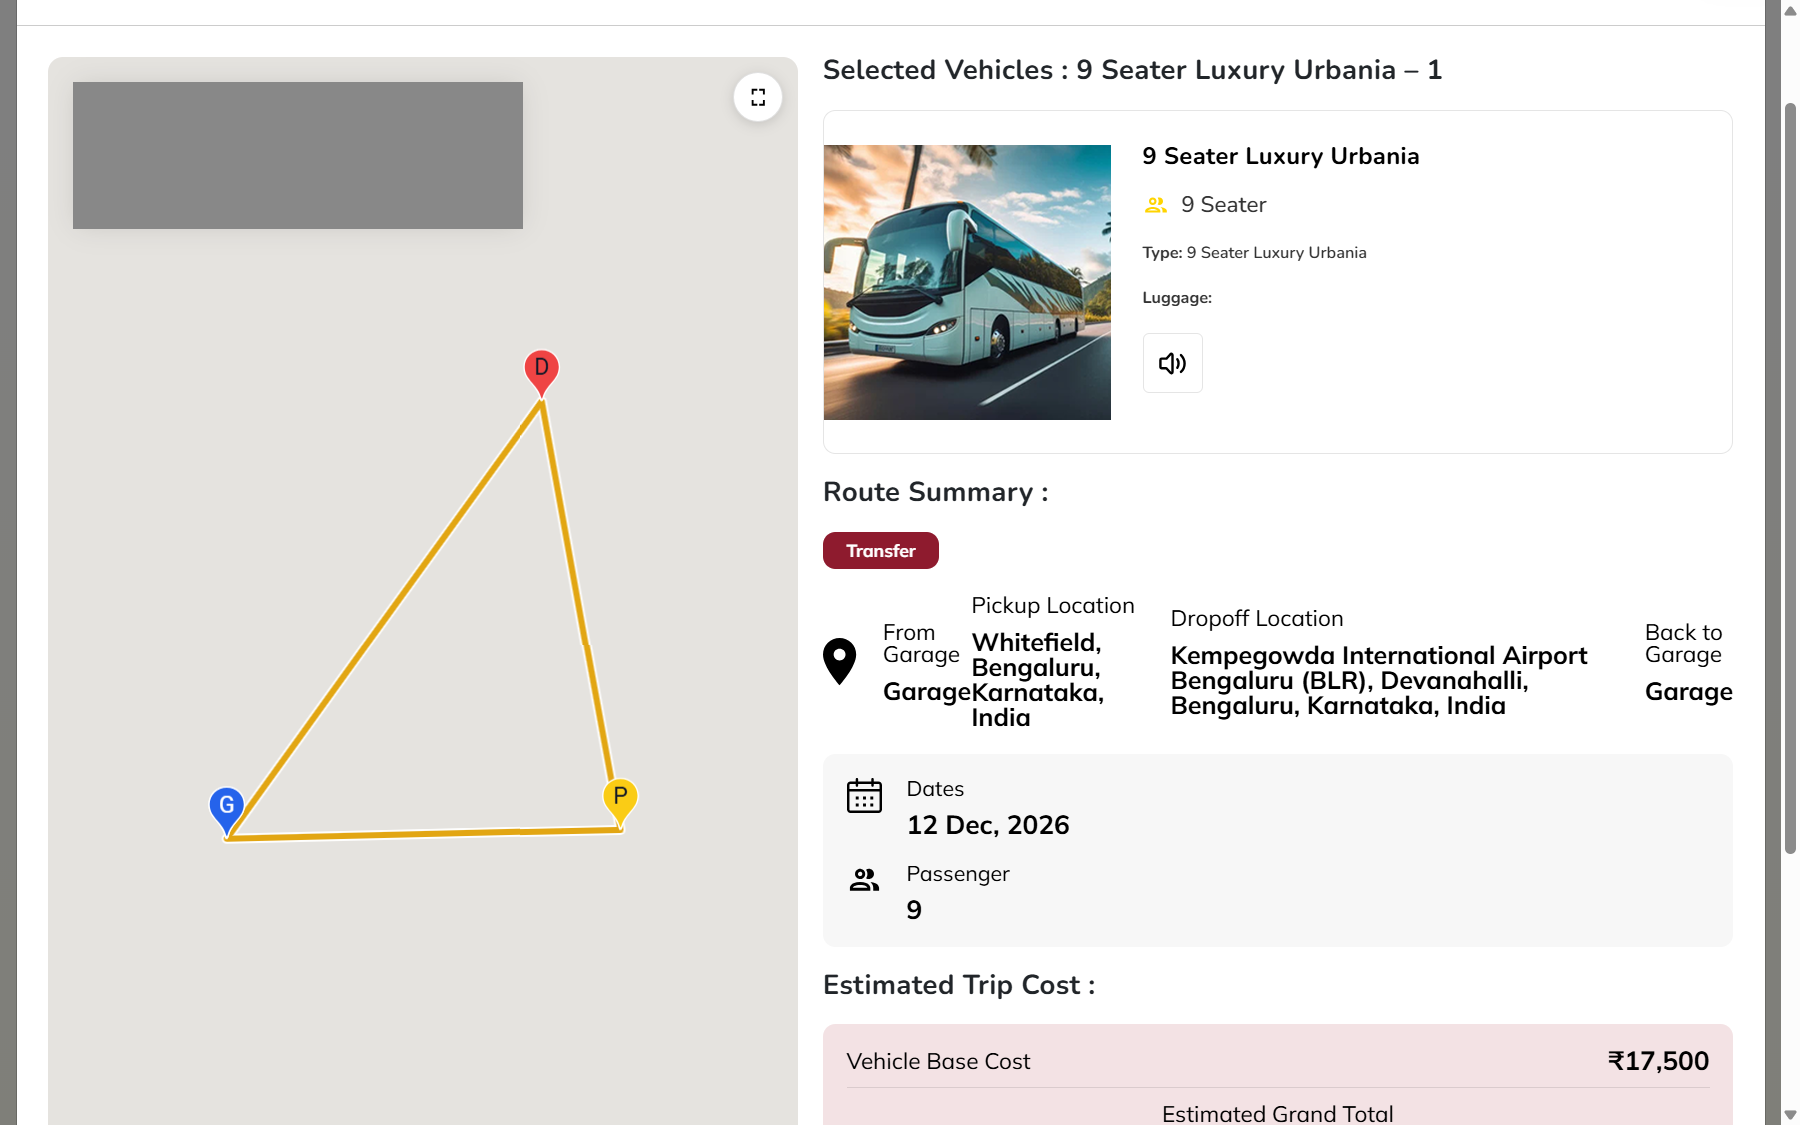 Selected Vehicles : 9 Seater Luxury Urbania – 1
9 Seater Luxury Urbania
9 Seater
Type: 9 Seater Luxury Urbania
Luggage:
D
G
P
Route Summary :
Transfer
From
Garage
Garage
Pickup Location
Whitefield,
Bengaluru,
Karnataka,
India
Dropoff Location
Kempegowda International Airport
Bengaluru (BLR), Devanahalli,
Bengaluru, Karnataka, India
Back to
Garage
Garage
Dates
12 Dec, 2026
Passenger
9
Estimated Trip Cost :
Vehicle Base Cost
₹17,500
Estimated Grand Total